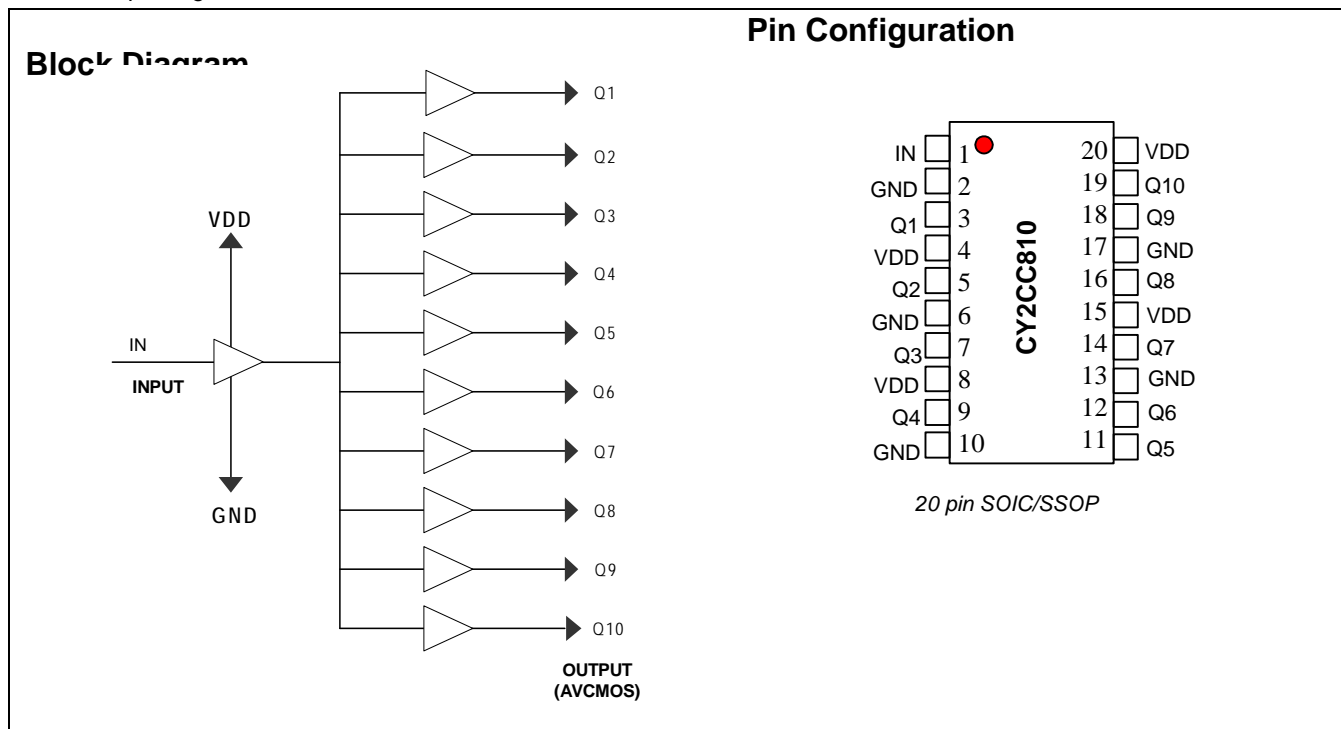 Block Diagram
Q1
Q2
Q3
VDD
Q4
Q5
IN
INPUT
Q6
Q7
Q8
GND
Q9
Q10
OUTPUT
(AVCMOS)
Pin Configuration
IN 1 20 VDD
GND 2 19 Q10
Q1 3 18 Q9
VDD 4 17 GND
Q2 5 16 Q8
GND 6 15 VDD
Q3 7 14 Q7
VDD 8 13 GND
Q4 9 12 Q6
GND 10 11 Q5
CY2CC810
20 pin SOIC/SSOP